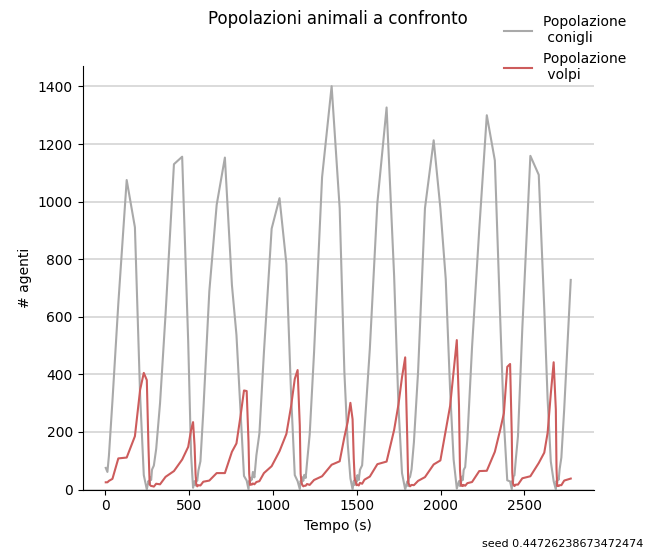 Popolazioni animali a confronto
Popolazione
conigli
Popolazione
volpi
1400
1200
1000
800
600
400
200
0
# agenti
0 500 1000 1500 2000 2500
Tempo (s)
seed 0.44726238673472474